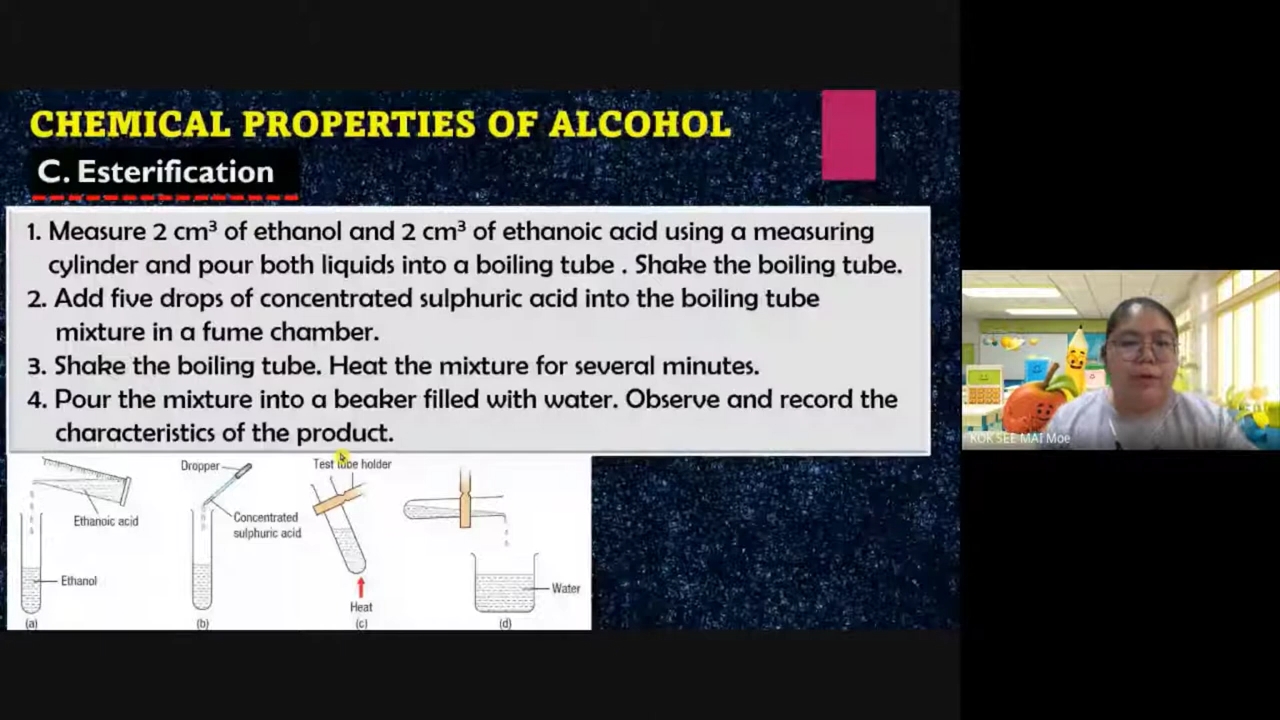 CHEMICAL PROPERTIES OF ALCOHOL
C. Esterification
1. Measure 2 cm³ of ethanol and 2 cm³ of ethanoic acid using a measuring
cylinder and pour both liquids into a boiling tube . Shake the boiling tube.
2. Add five drops of concentrated sulphuric acid into the boiling tube
mixture in a fume chamber.
3. Shake the boiling tube. Heat the mixture for several minutes.
4. Pour the mixture into a beaker filled with water. Observe and record the
characteristics of the product.
Ethanoic acid
Ethanol
(a)
Dropper
Concentrated
sulphuric acid
(b)
Test tube holder
Heat
(c)
Water
(d)
KOK SEE MAI Moe